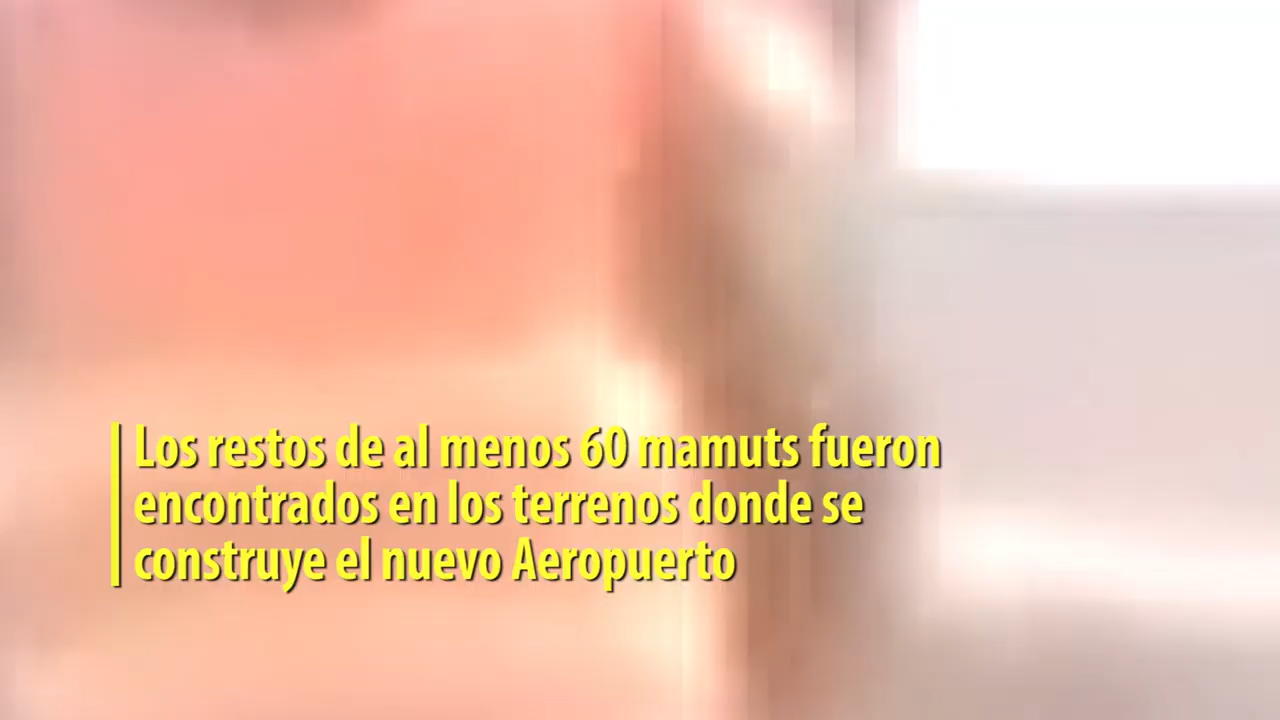 Los restos de al menos 60 mamuts fueron
encontrados en los terrenos donde se
construye el nuevo Aeropuerto